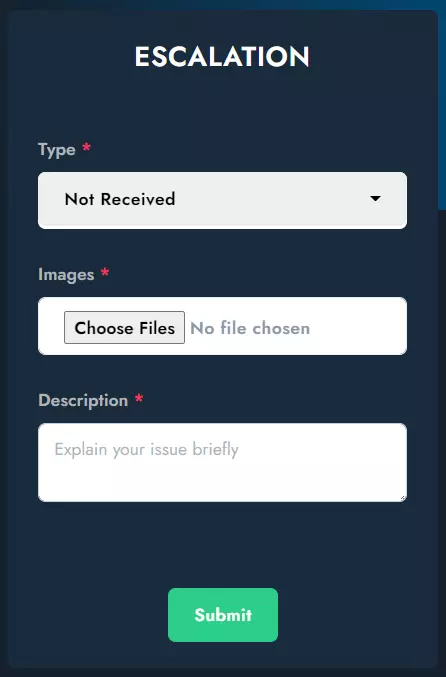 ESCALATION
Type *
Not Received
Images *
Choose Files No file chosen
Description *
Explain your issue briefly
Submit